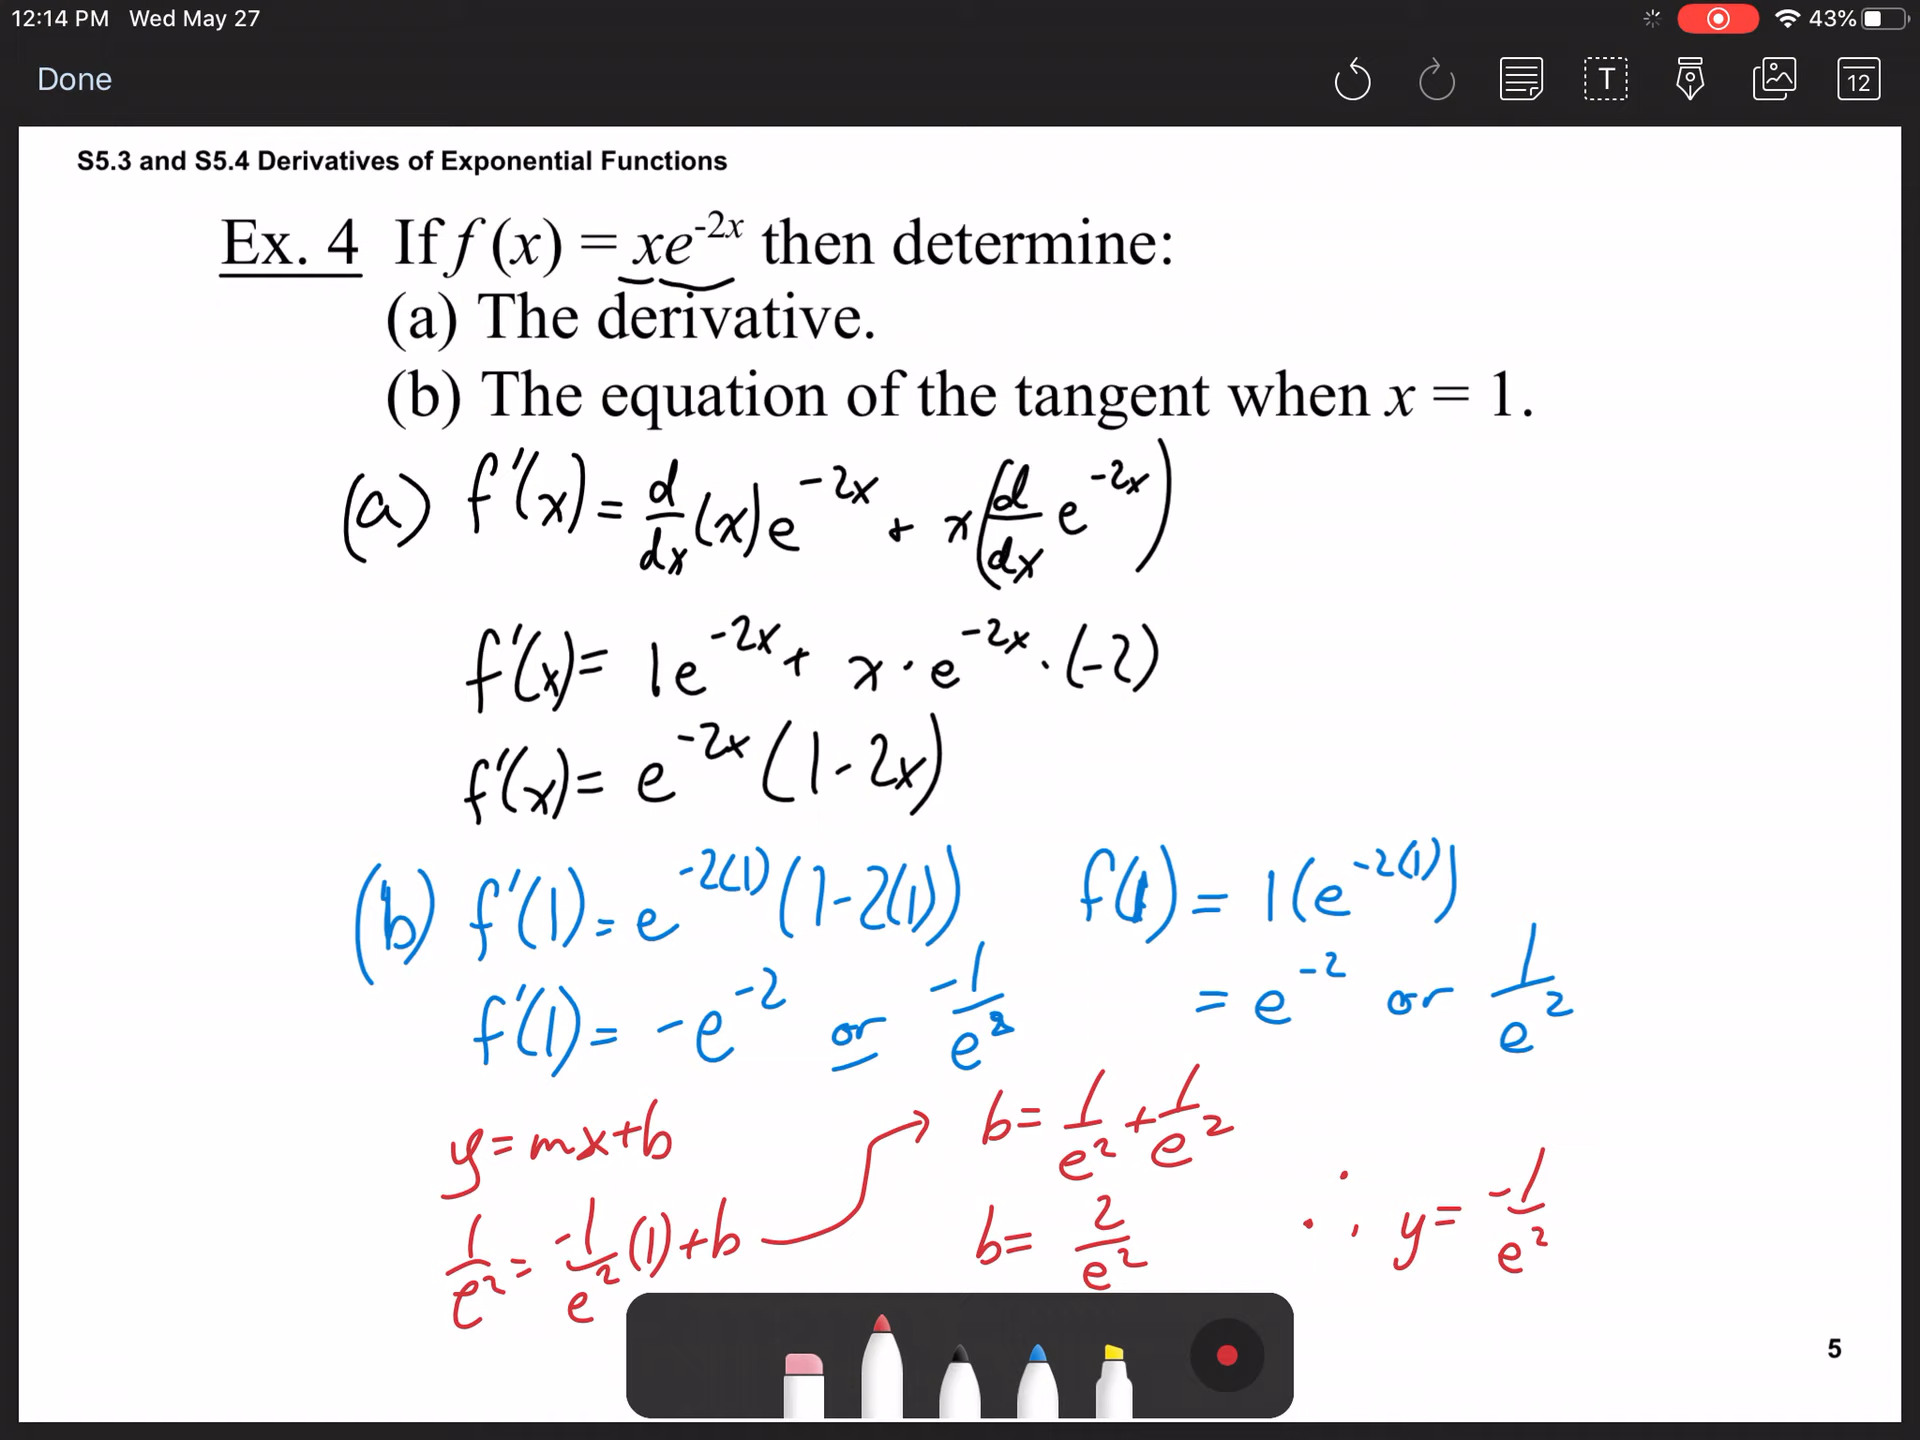 12:14 PM Wed May 27 43%
Done T 12
S5.3 and S5.4 Derivatives of Exponential Functions
Ex. 4 If f(x) = xe^{-2x} then determine:
(a) The derivative.
(b) The equation of the tangent when x = 1.
(a) f'(x) = d/dx (x)e^{-2x} + x(d/dx e^{-2x})
f'(x) = 1e^{-2x} + x · e^{-2x} · (-2)
f'(x) = e^{-2x}(1-2x)
(b) f'(1) = e^{-2(1)}(1-2(1)) f(1) = 1(e^{-2(1)})
f'(1) = -e^{-2} or -1/e^2 = e^{-2} or 1/e^2
y = mx+b b = 1/e^2 + 1/e^2
1/e^2 = -1/e^2 (1) + b b = 2/e^2 ∴ y = -1/e^2
5